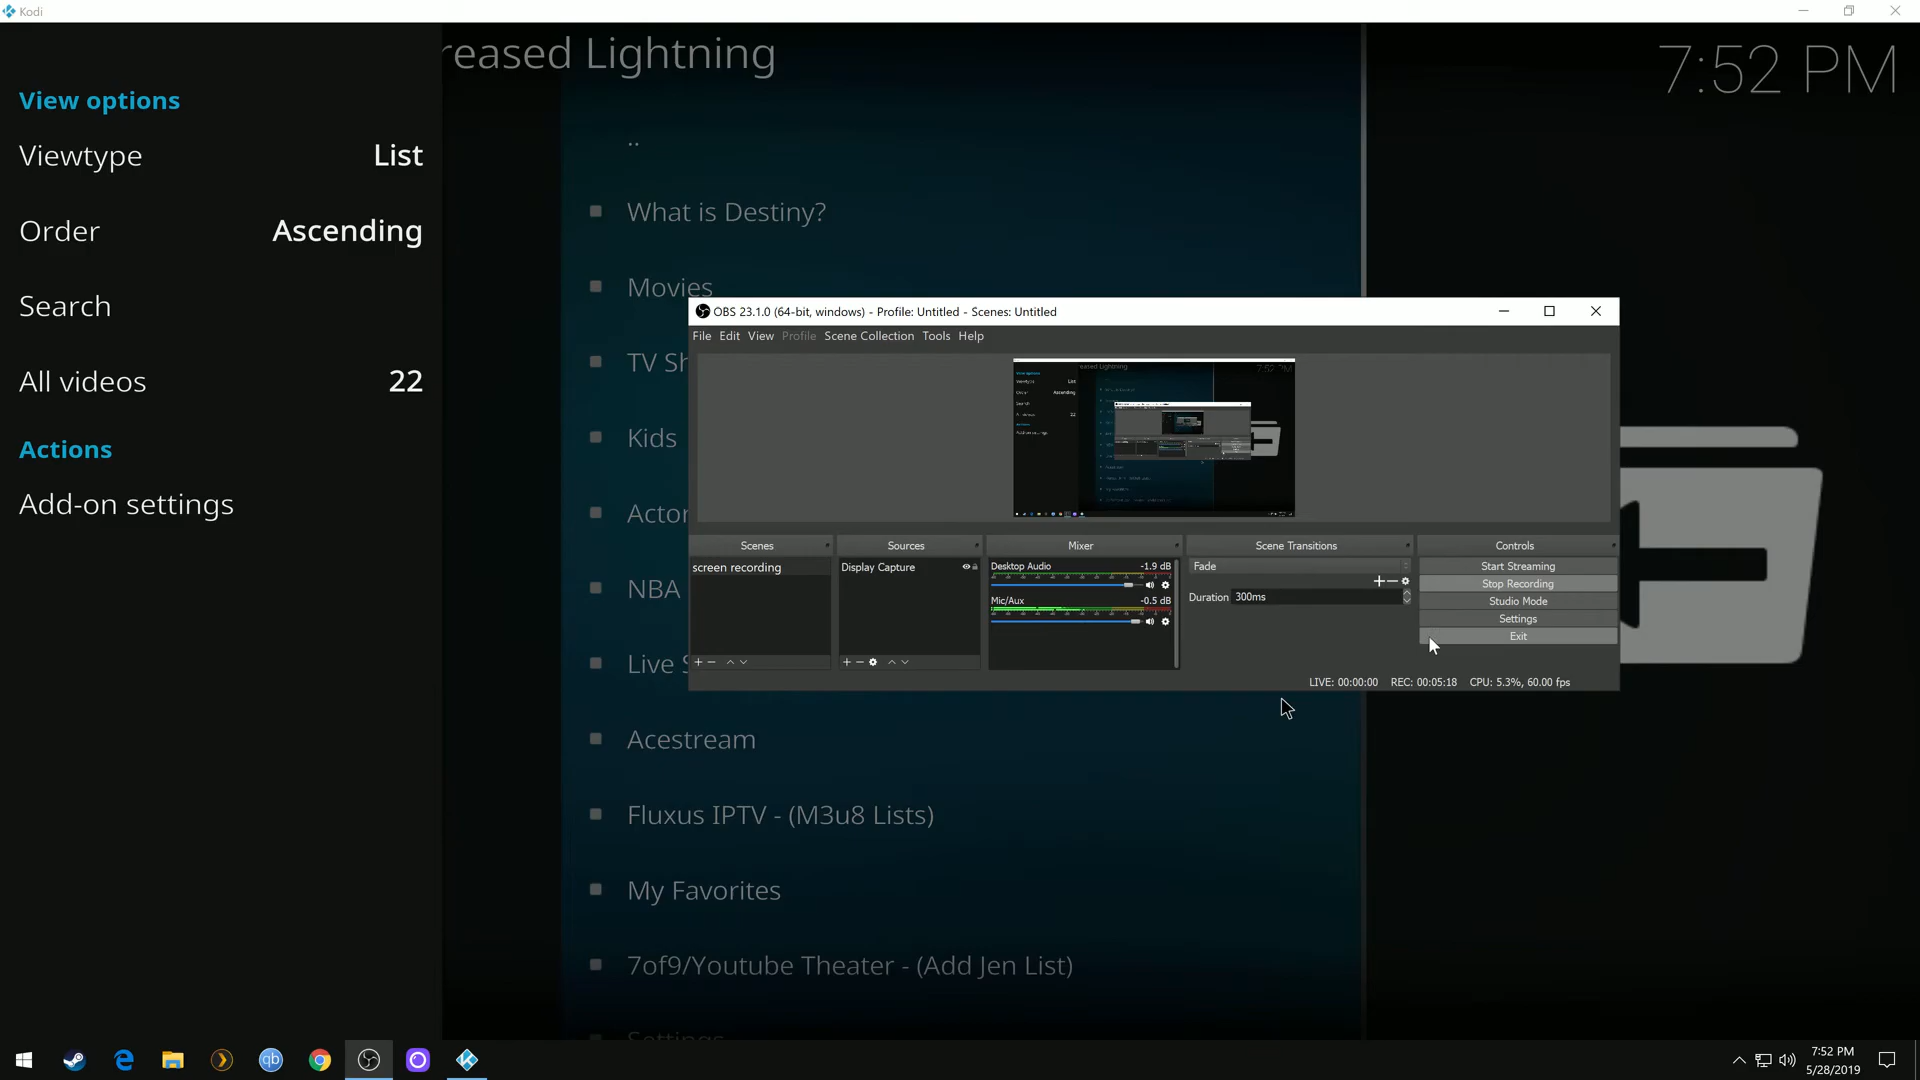 Kodi
reased Lightning
7:52 PM
View options
Viewtype List
Order Ascending
Search
All videos 22
Actions
Add-on settings
..
What is Destiny?
Movies
TV Sh
Kids
Actor
NBA
Live S
Acestream
Fluxus IPTV - (M3u8 Lists)
My Favorites
7of9/Youtube Theater - (Add Jen List)
Settings
OBS 23.1.0 (64-bit, windows) - Profile: Untitled - Scenes: Untitled
File Edit View Profile Scene Collection Tools Help
Scenes Sources Mixer Scene Transitions Controls
screen recording
Display Capture
Desktop Audio -1.9 dB
Mic/Aux -0.5 dB
Fade
Duration 300ms
Start Streaming
Stop Recording
Studio Mode
Settings
Exit
LIVE: 00:00:00 REC: 00:05:18 CPU: 5.3%, 60.00 fps
qb
7:52 PM
5/28/2019